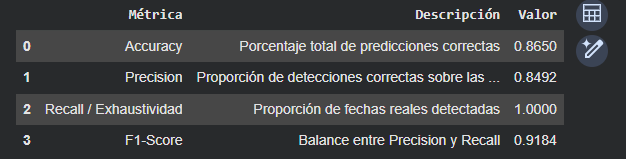 Métrica Descripción Valor
0 Accuracy Porcentaje total de predicciones correctas 0.8650
1 Precision Proporción de detecciones correctas sobre las ... 0.8492
2 Recall / Exhaustividad Proporción de fechas reales detectadas 1.0000
3 F1-Score Balance entre Precision y Recall 0.9184